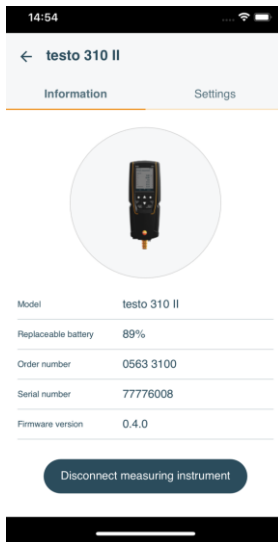 14:54
testo 310 II
Information Settings
Model testo 310 II
Replaceable battery 89%
Order number 0563 3100
Serial number 77776008
Firmware version 0.4.0
Disconnect measuring instrument